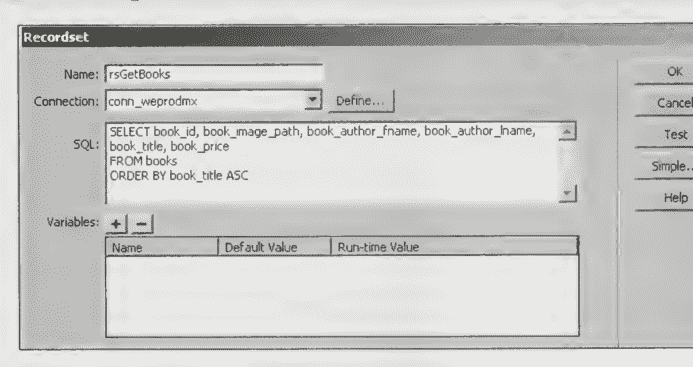 Recordset
Name: rsGetBooks
OK
Connection: conn_weprodmx
Define...
Cancel
SQL: SELECT book_id, book_image_path, book_author_fname, book_author_lname,
book_title, book_price
FROM books
ORDER BY book_title ASC
Test
Simple...
Help
Variables: + −
Name Default Value Run-time Value